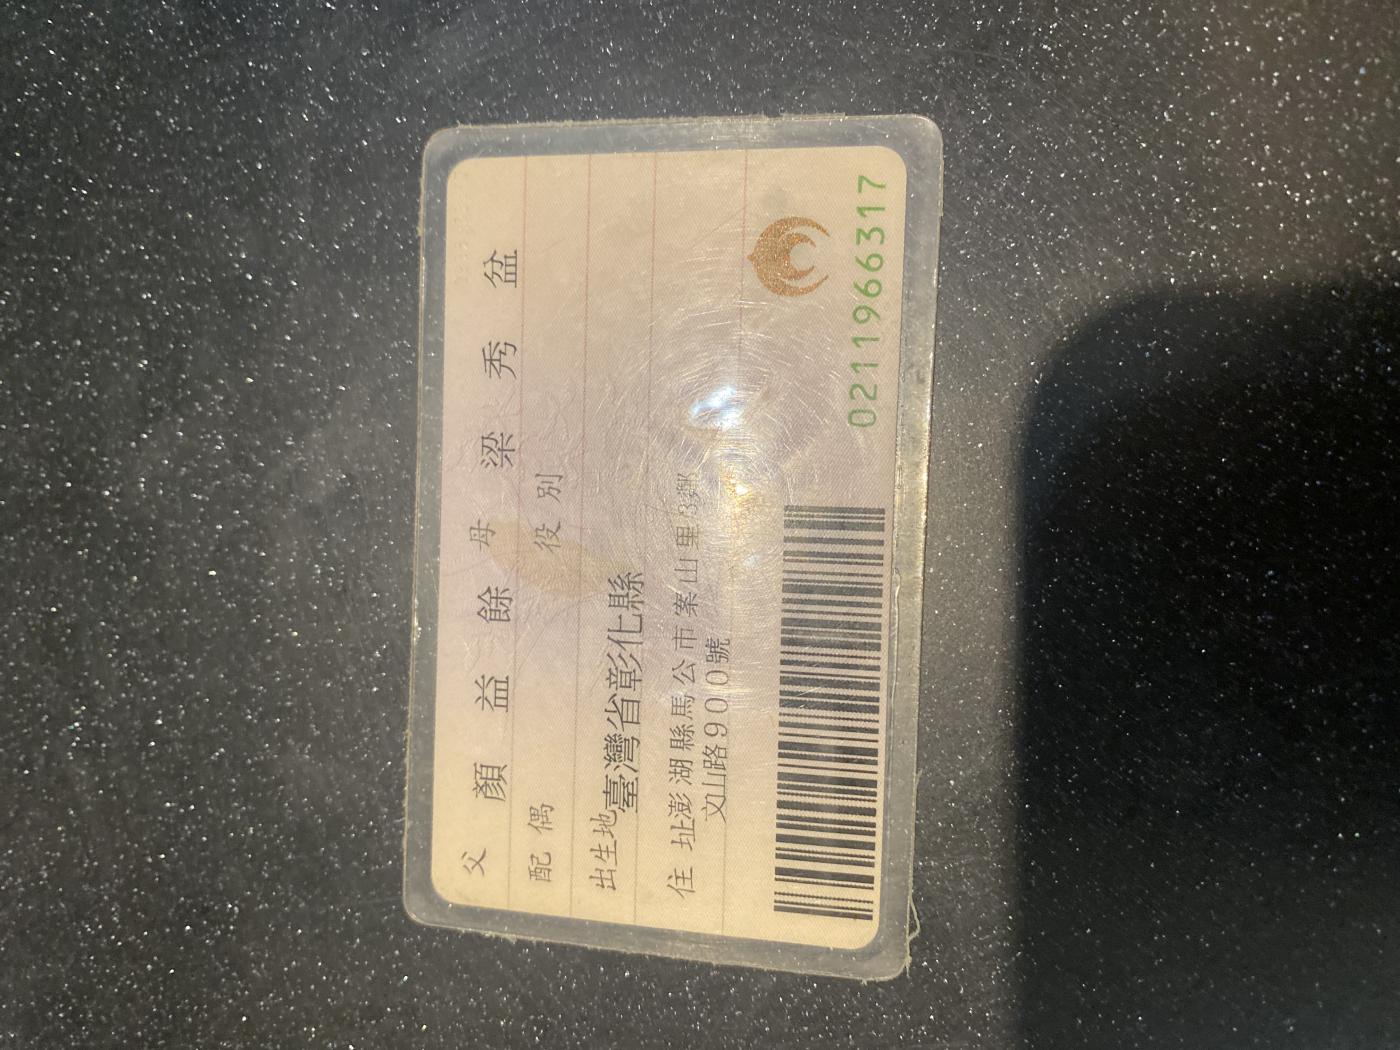 父 顏益餘 母 梁秀盆
配偶 役別
出生地 臺灣省彰化縣
住址 澎湖縣馬公市案山里8鄰
文山路900號
0211966317